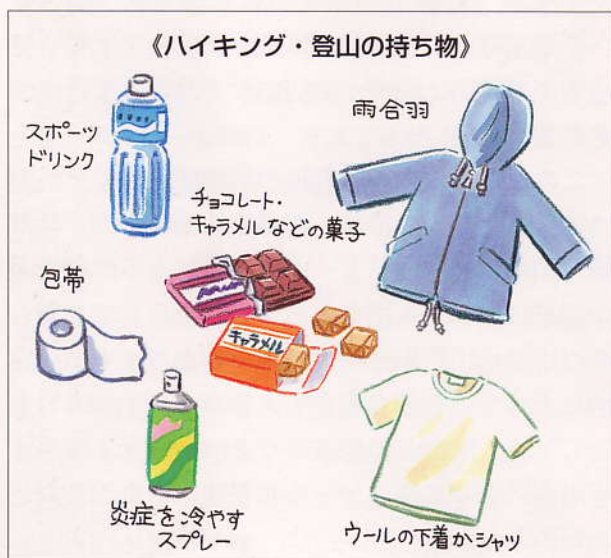 《ハイキング・登山の持ち物》
スポーツ
ドリンク
雨合羽
チョコレート・
キャラメルなどの菓子
包帯
キャラメル
炎症を冷やす
スプレー
ウールの下着かシャツ